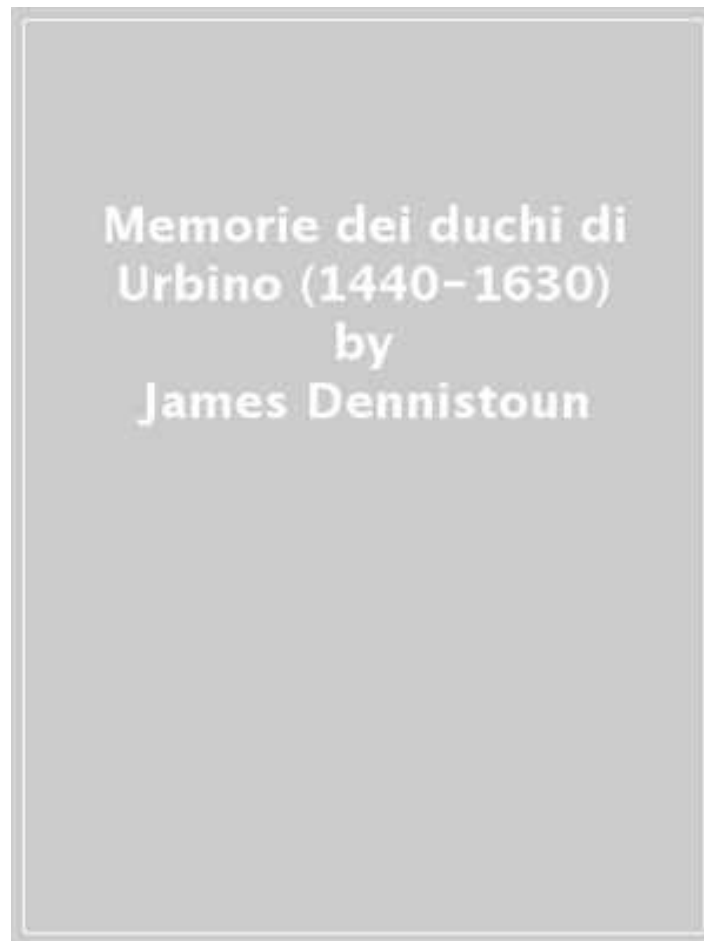 Memorie dei duchi di
Urbino (1440-1630)
by
James Dennistoun